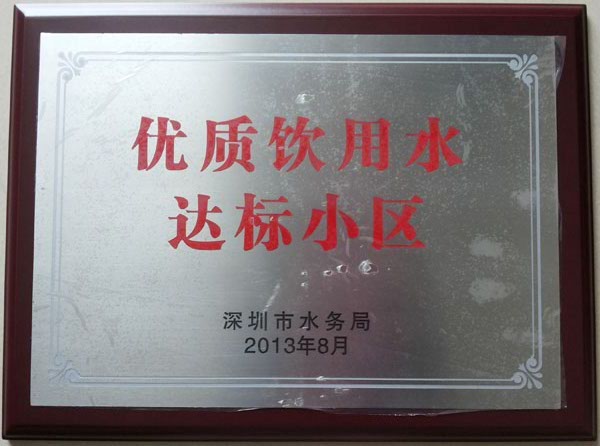 优质饮用水
达标小区
深圳市水务局
2013年8月